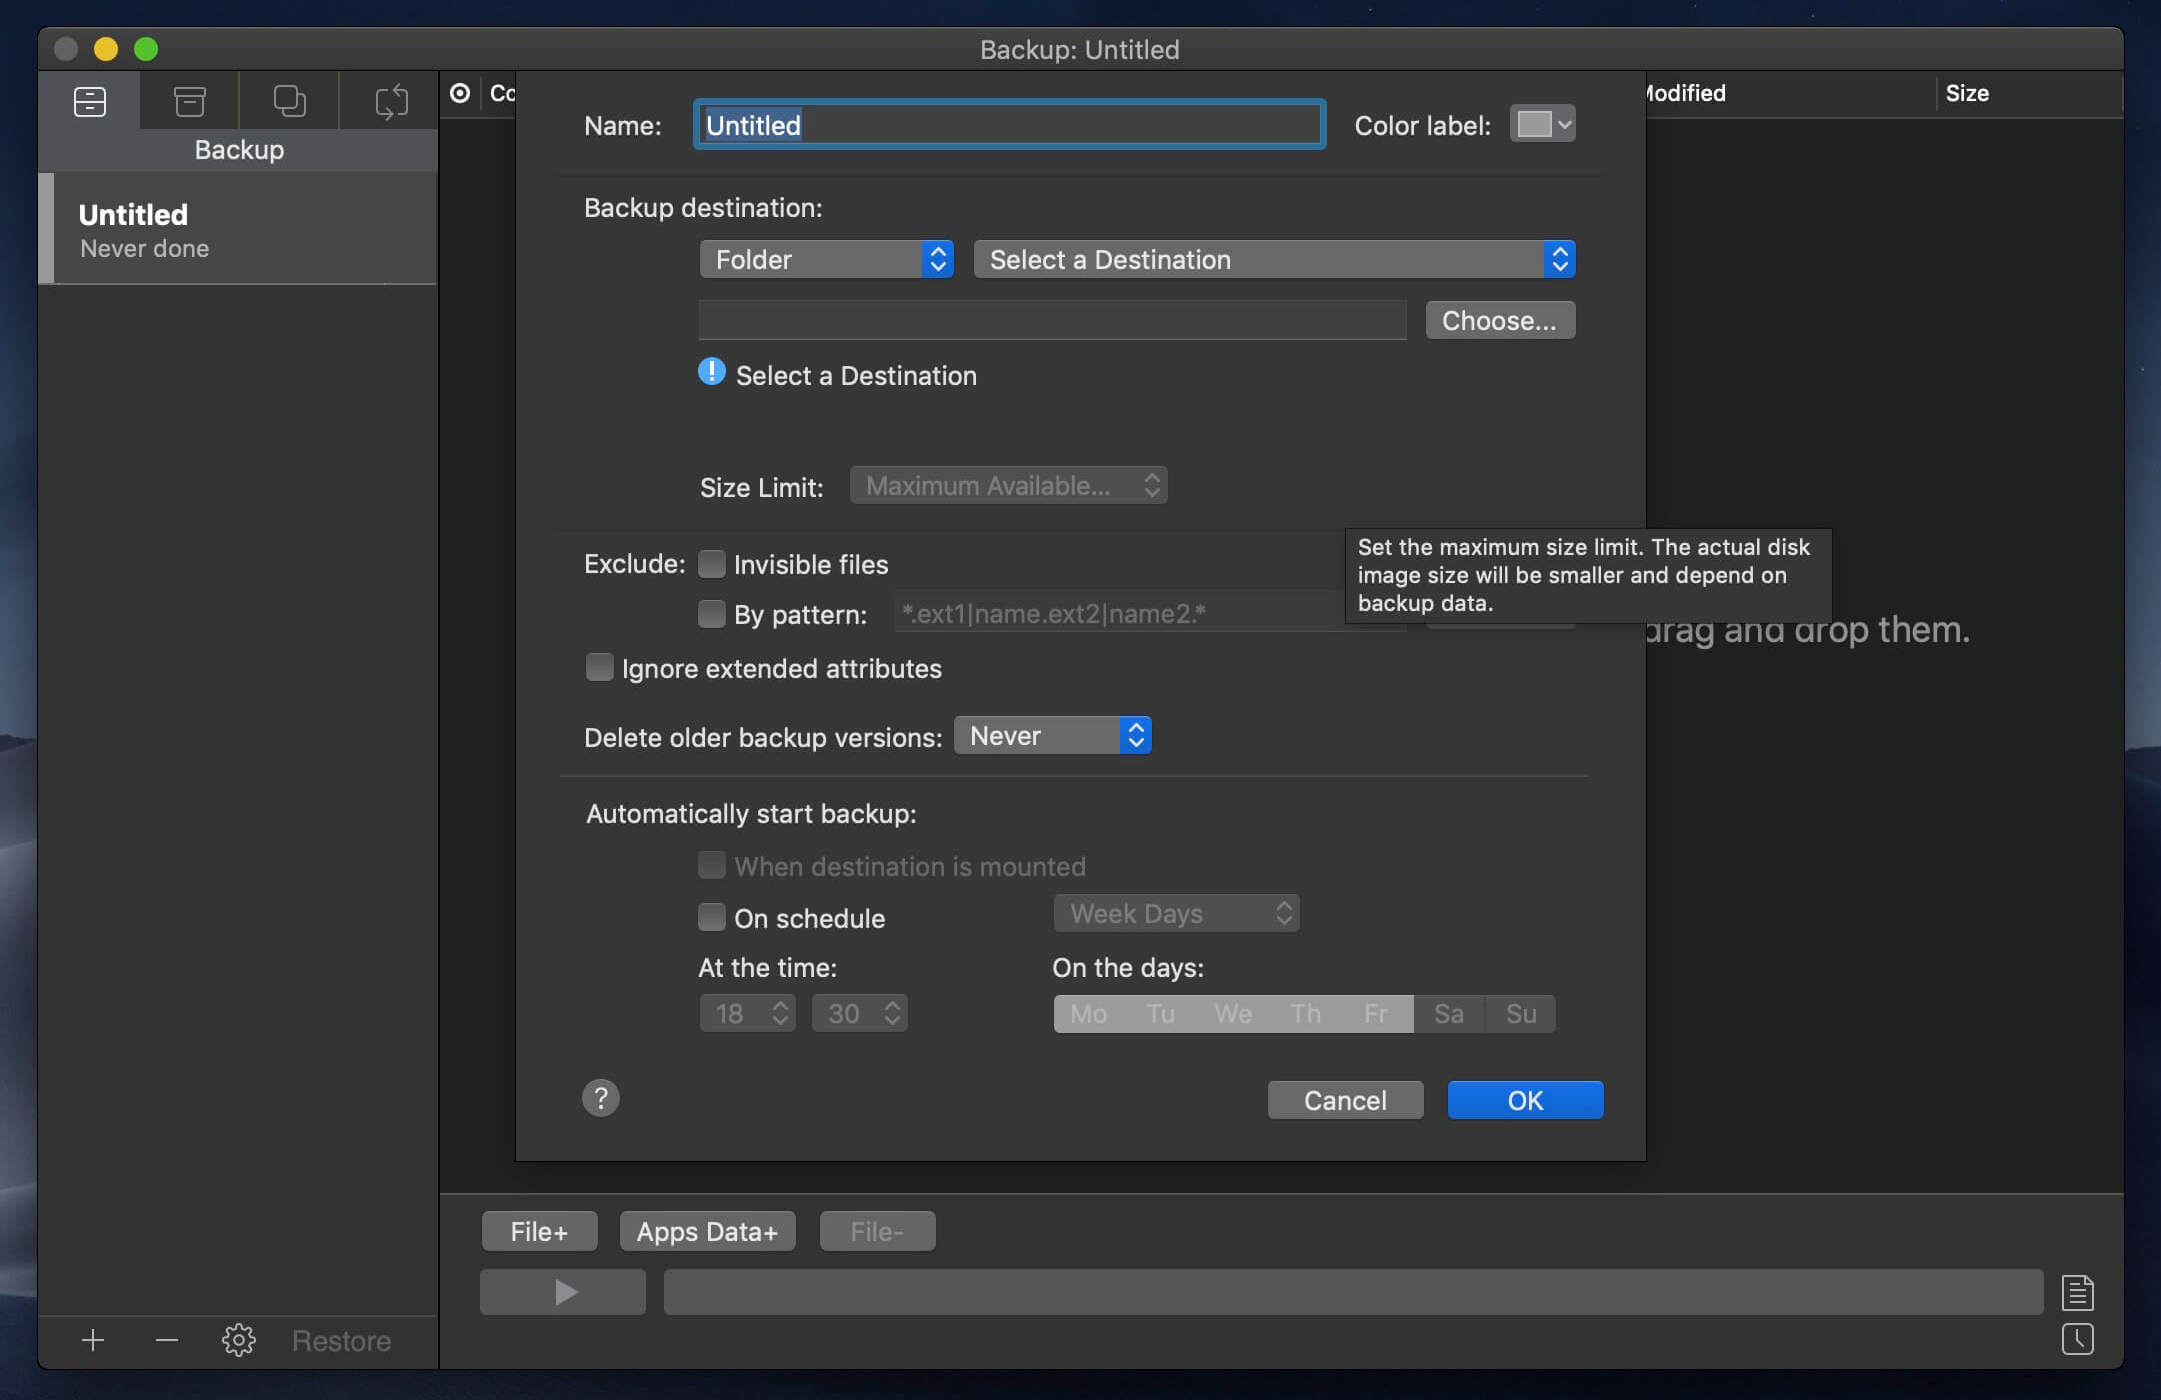 Backup: Untitled
Backup
Untitled
Never done
Co
Modified
Size
Name:
Untitled
Color label:
Backup destination:
Folder
Select a Destination
Choose...
Select a Destination
Size Limit:
Maximum Available...
Set the maximum size limit. The actual disk
image size will be smaller and depend on
backup data.
Exclude:
Invisible files
By pattern:
*.ext1|name.ext2|name2.*
drag and drop them.
Ignore extended attributes
Delete older backup versions:
Never
Automatically start backup:
When destination is mounted
On schedule
Week Days
At the time:
On the days:
18
30
Mo Tu We Th Fr Sa Su
?
Cancel
OK
File+
Apps Data+
File-
Restore